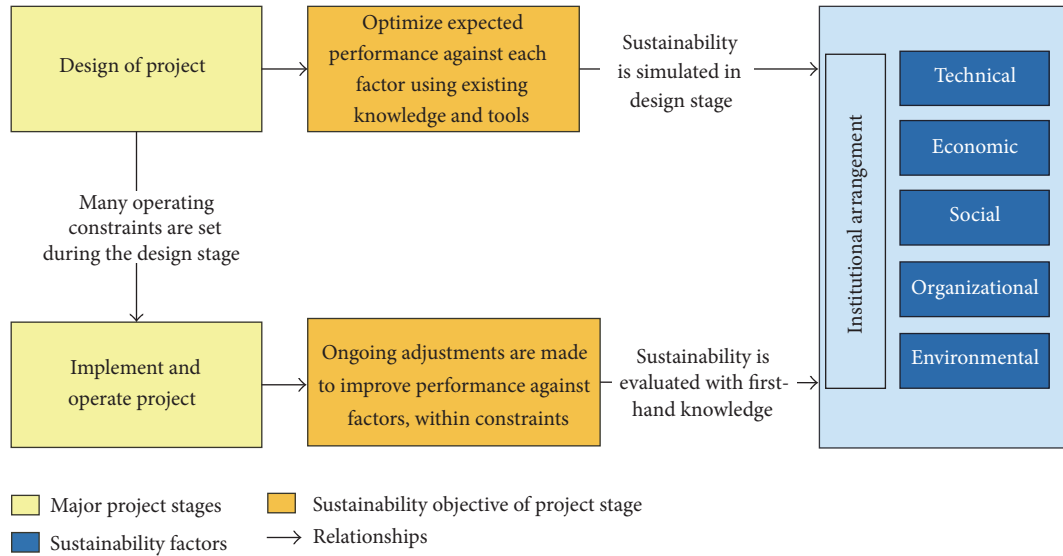 Design of project
Optimize expected
performance against each
factor using existing
knowledge and tools
Sustainability
is simulated in
design stage
Institutional arrangement
Technical
Economic
Social
Organizational
Environmental
Many operating
constraints are set
during the design stage
Implement and
operate project
Ongoing adjustments are made
to improve performance against
factors, within constraints
Sustainability is
evaluated with first-
hand knowledge
Major project stages
Sustainability objective of project stage
Sustainability factors
Relationships